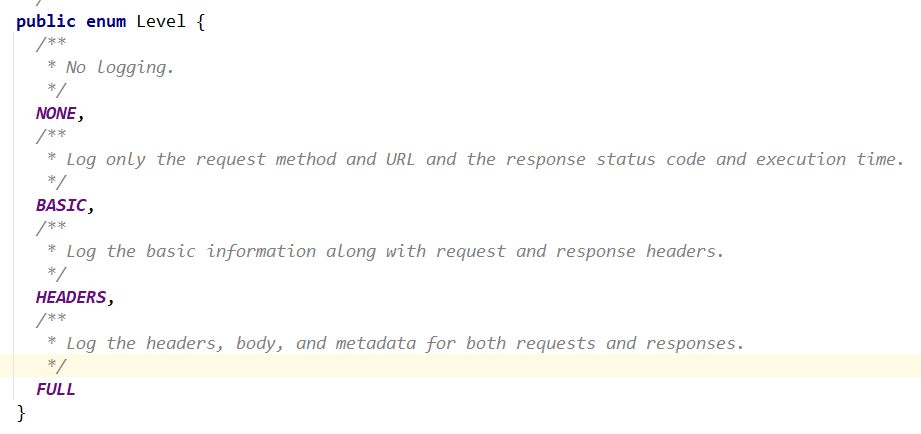 */
public enum Level {
/**
* No logging.
*/
NONE,
/**
* Log only the request method and URL and the response status code and execution time.
*/
BASIC,
/**
* Log the basic information along with request and response headers.
*/
HEADERS,
/**
* Log the headers, body, and metadata for both requests and responses.
*/
FULL
}